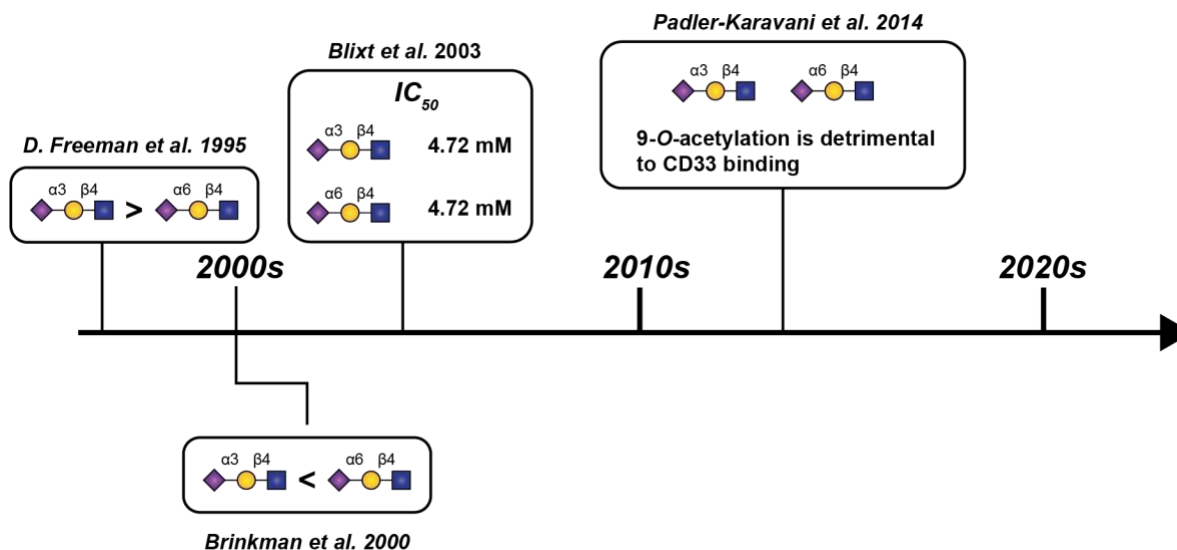 Padler-Karavani et al. 2014
Blixt et al. 2003
α3 β4 α6 β4
IC50
9-O-acetylation is detrimental
to CD33 binding
α3 β4
4.72 mM
D. Freeman et al. 1995
α3 β4 > α6 β4
α6 β4
4.72 mM
2000s
2010s
2020s
α3 β4 < α6 β4
Brinkman et al. 2000